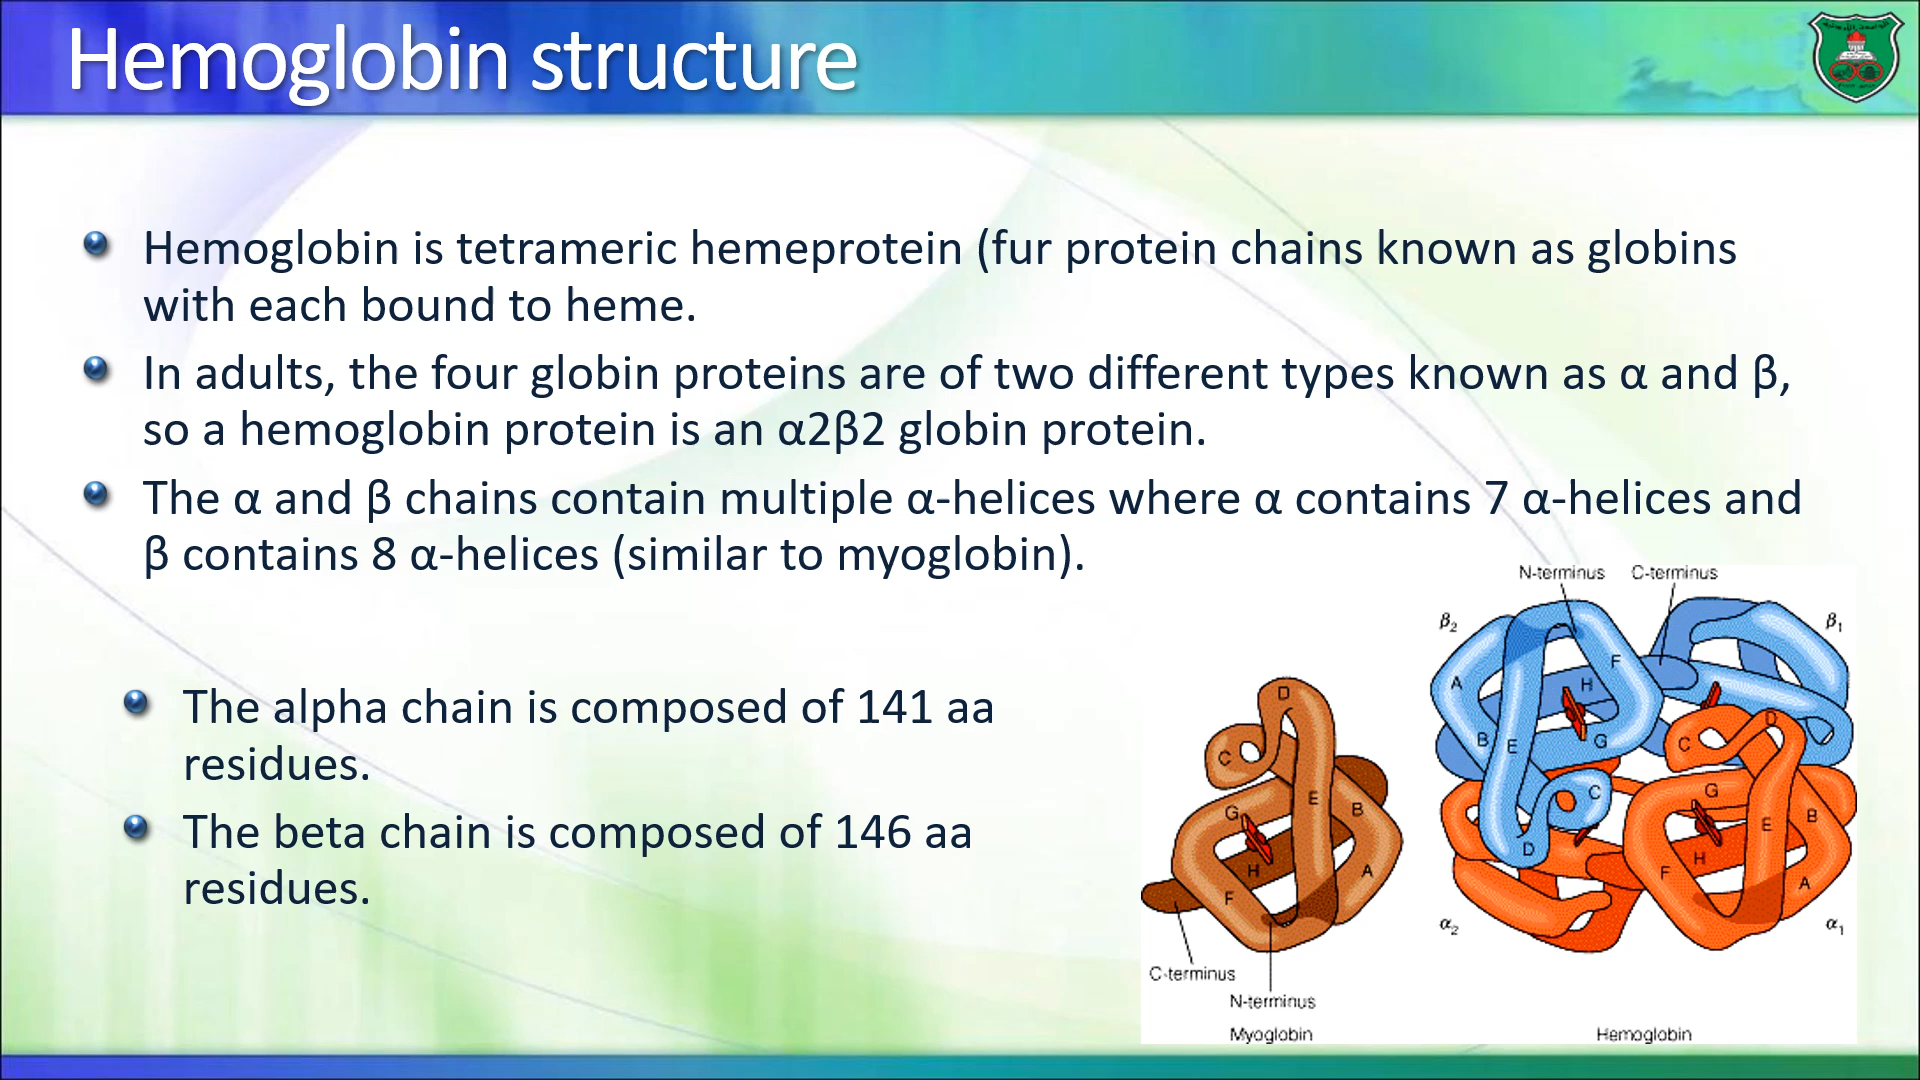 Hemoglobin structure
Hemoglobin is tetrameric hemeprotein (fur protein chains known as globins
with each bound to heme.
In adults, the four globin proteins are of two different types known as α and β,
so a hemoglobin protein is an α2β2 globin protein.
The α and β chains contain multiple α-helices where α contains 7 α-helices and
β contains 8 α-helices (similar to myoglobin).
The alpha chain is composed of 141 aa
residues.
The beta chain is composed of 146 aa
residues.
D
C
E
G
B
H
A
F
C-terminus
N-terminus
Myoglobin
N-terminus C-terminus
β₂
β₁
F
A
H
B
E
G
C
D
C
D
G
E
B
H
F
A
α₂
α₁
Hemoglobin